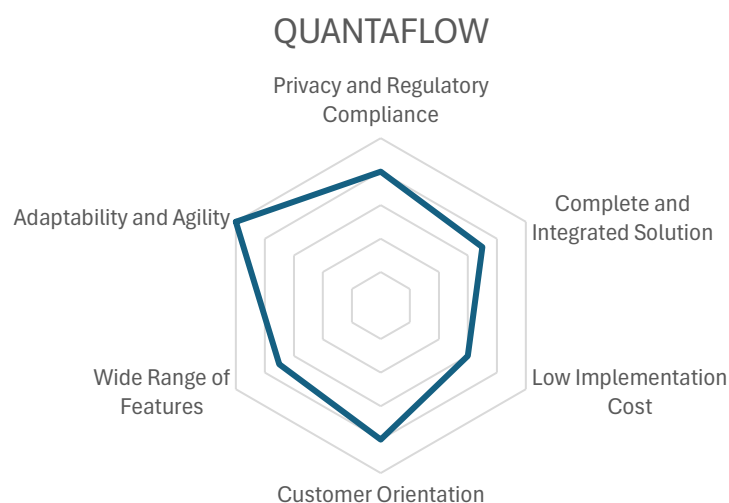 QUANTAFLOW
Privacy and Regulatory
Compliance
Complete and
Integrated Solution
Low Implementation
Cost
Customer Orientation
Wide Range of
Features
Adaptability and Agility